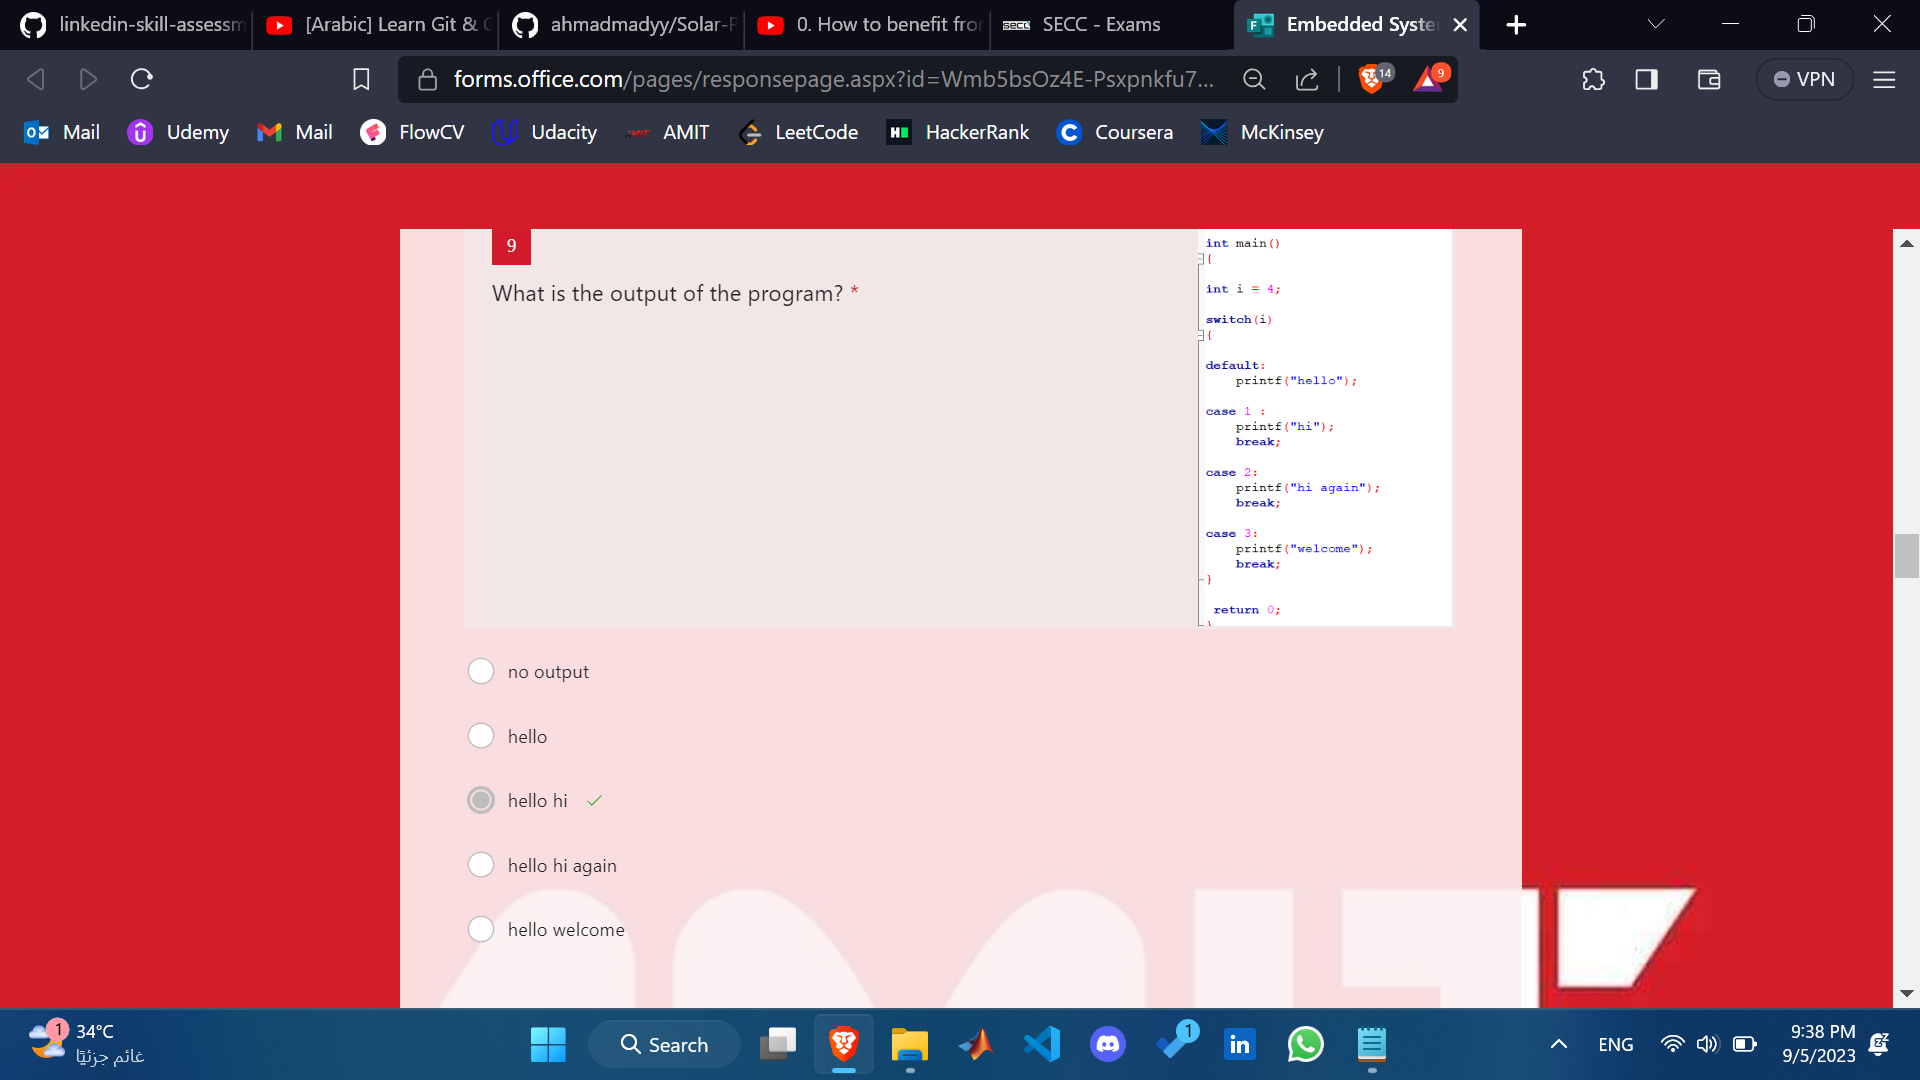 linkedin-skill-assessm
[Arabic] Learn Git & G
ahmadmadyy/Solar-P
0. How to benefit from
SECC - Exams
Embedded Syste
forms.office.com/pages/responsepage.aspx?id=Wmb5bsOz4E-Psxpnkfu7...
14
9
VPN
Mail
Udemy
Mail
FlowCV
Udacity
AMIT
LeetCode
HackerRank
Coursera
McKinsey
9
What is the output of the program? *
int main()
{
int i = 4;
switch(i)
{
default:
printf("hello");
case 1 :
printf("hi");
break;
case 2:
printf("hi again");
break;
case 3:
printf("welcome");
break;
}
return 0;
}
no output
hello
hello hi
hello hi again
hello welcome
1
34°C
غائم جزئيًا
Search
1
ENG
9:38 PM
9/5/2023